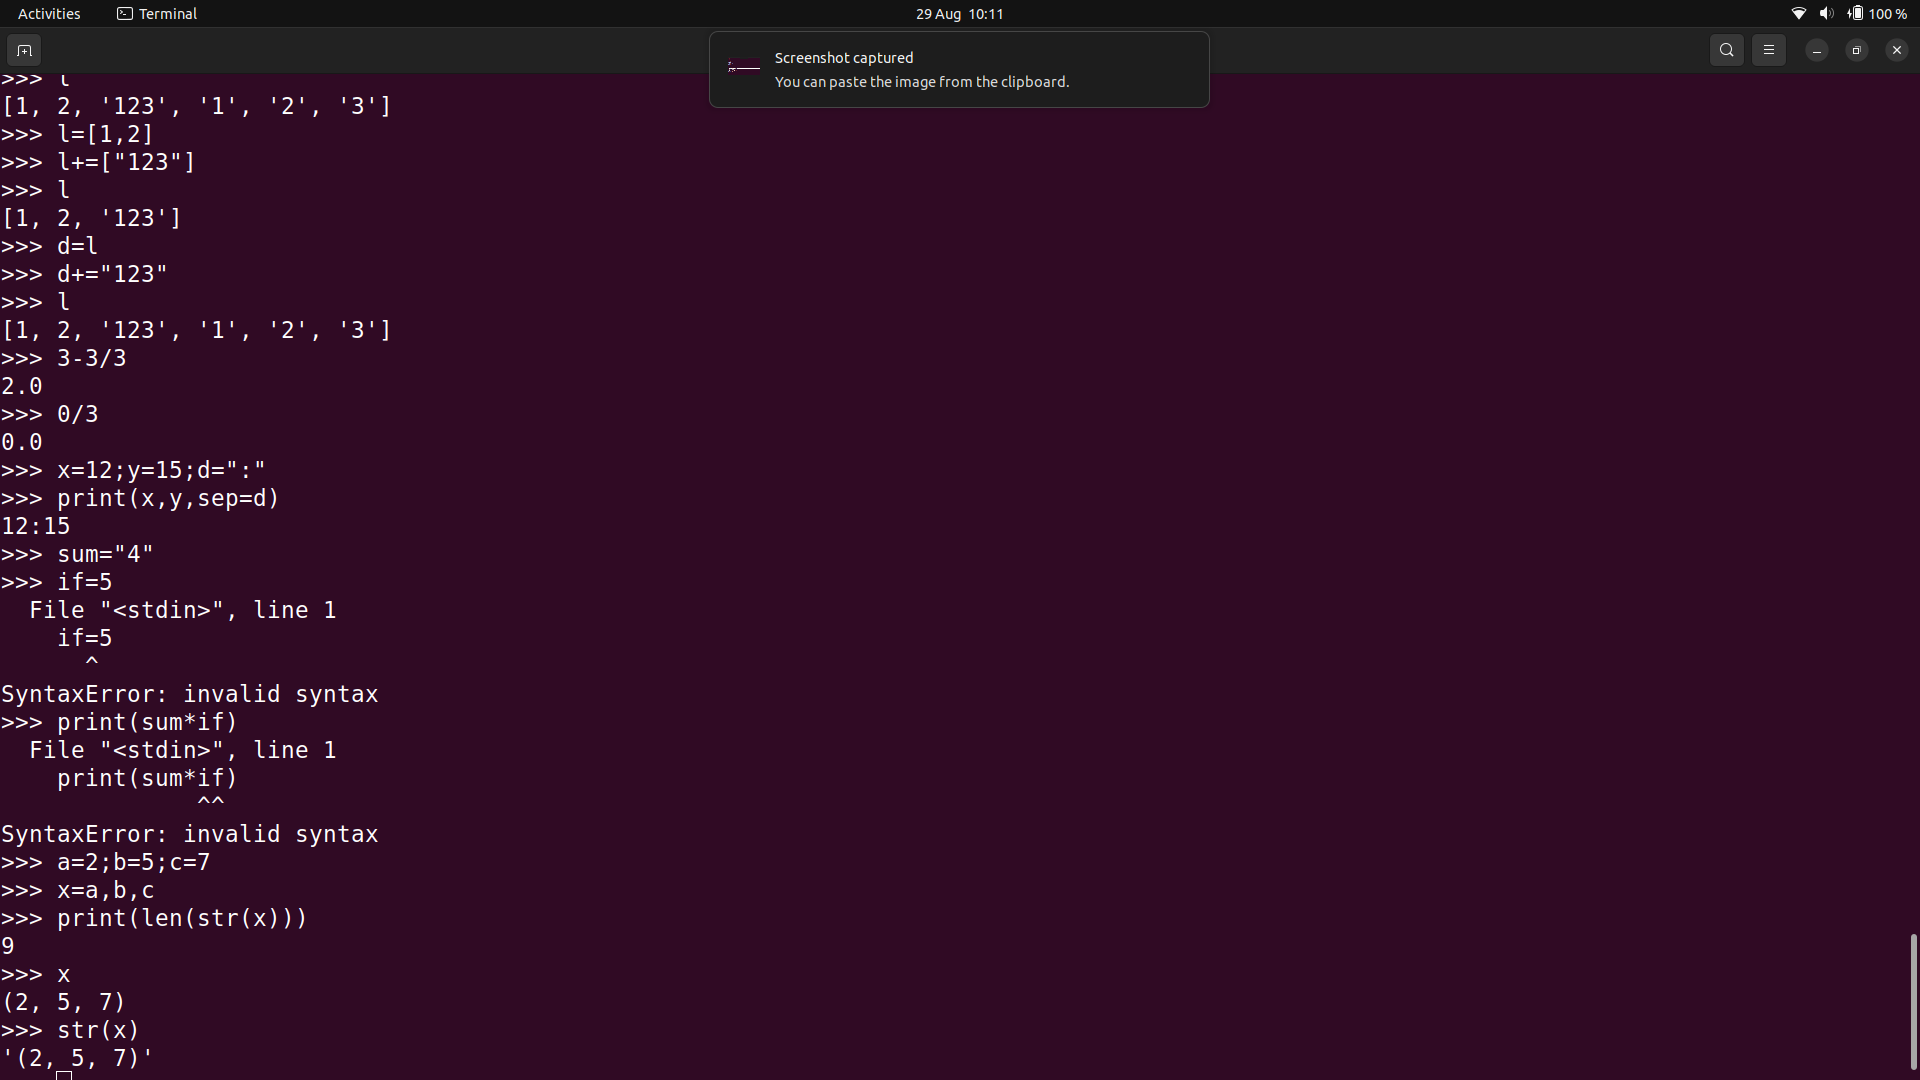 Activities
Terminal
29 Aug 10:11
100 %
Screenshot captured
You can paste the image from the clipboard.
>>> l
[1, 2, '123', '1', '2', '3']
>>> l=[1,2]
>>> l+=["123"]
>>> l
[1, 2, '123']
>>> d=l
>>> d+="123"
>>> l
[1, 2, '123', '1', '2', '3']
>>> 3-3/3
2.0
>>> 0/3
0.0
>>> x=12;y=15;d=":"
>>> print(x,y,sep=d)
12:15
>>> sum="4"
>>> if=5
  File "<stdin>", line 1
    if=5
      ^
SyntaxError: invalid syntax
>>> print(sum*if)
  File "<stdin>", line 1
    print(sum*if)
              ^^
SyntaxError: invalid syntax
>>> a=2;b=5;c=7
>>> x=a,b,c
>>> print(len(str(x)))
9
>>> x
(2, 5, 7)
>>> str(x)
'(2, 5, 7)'